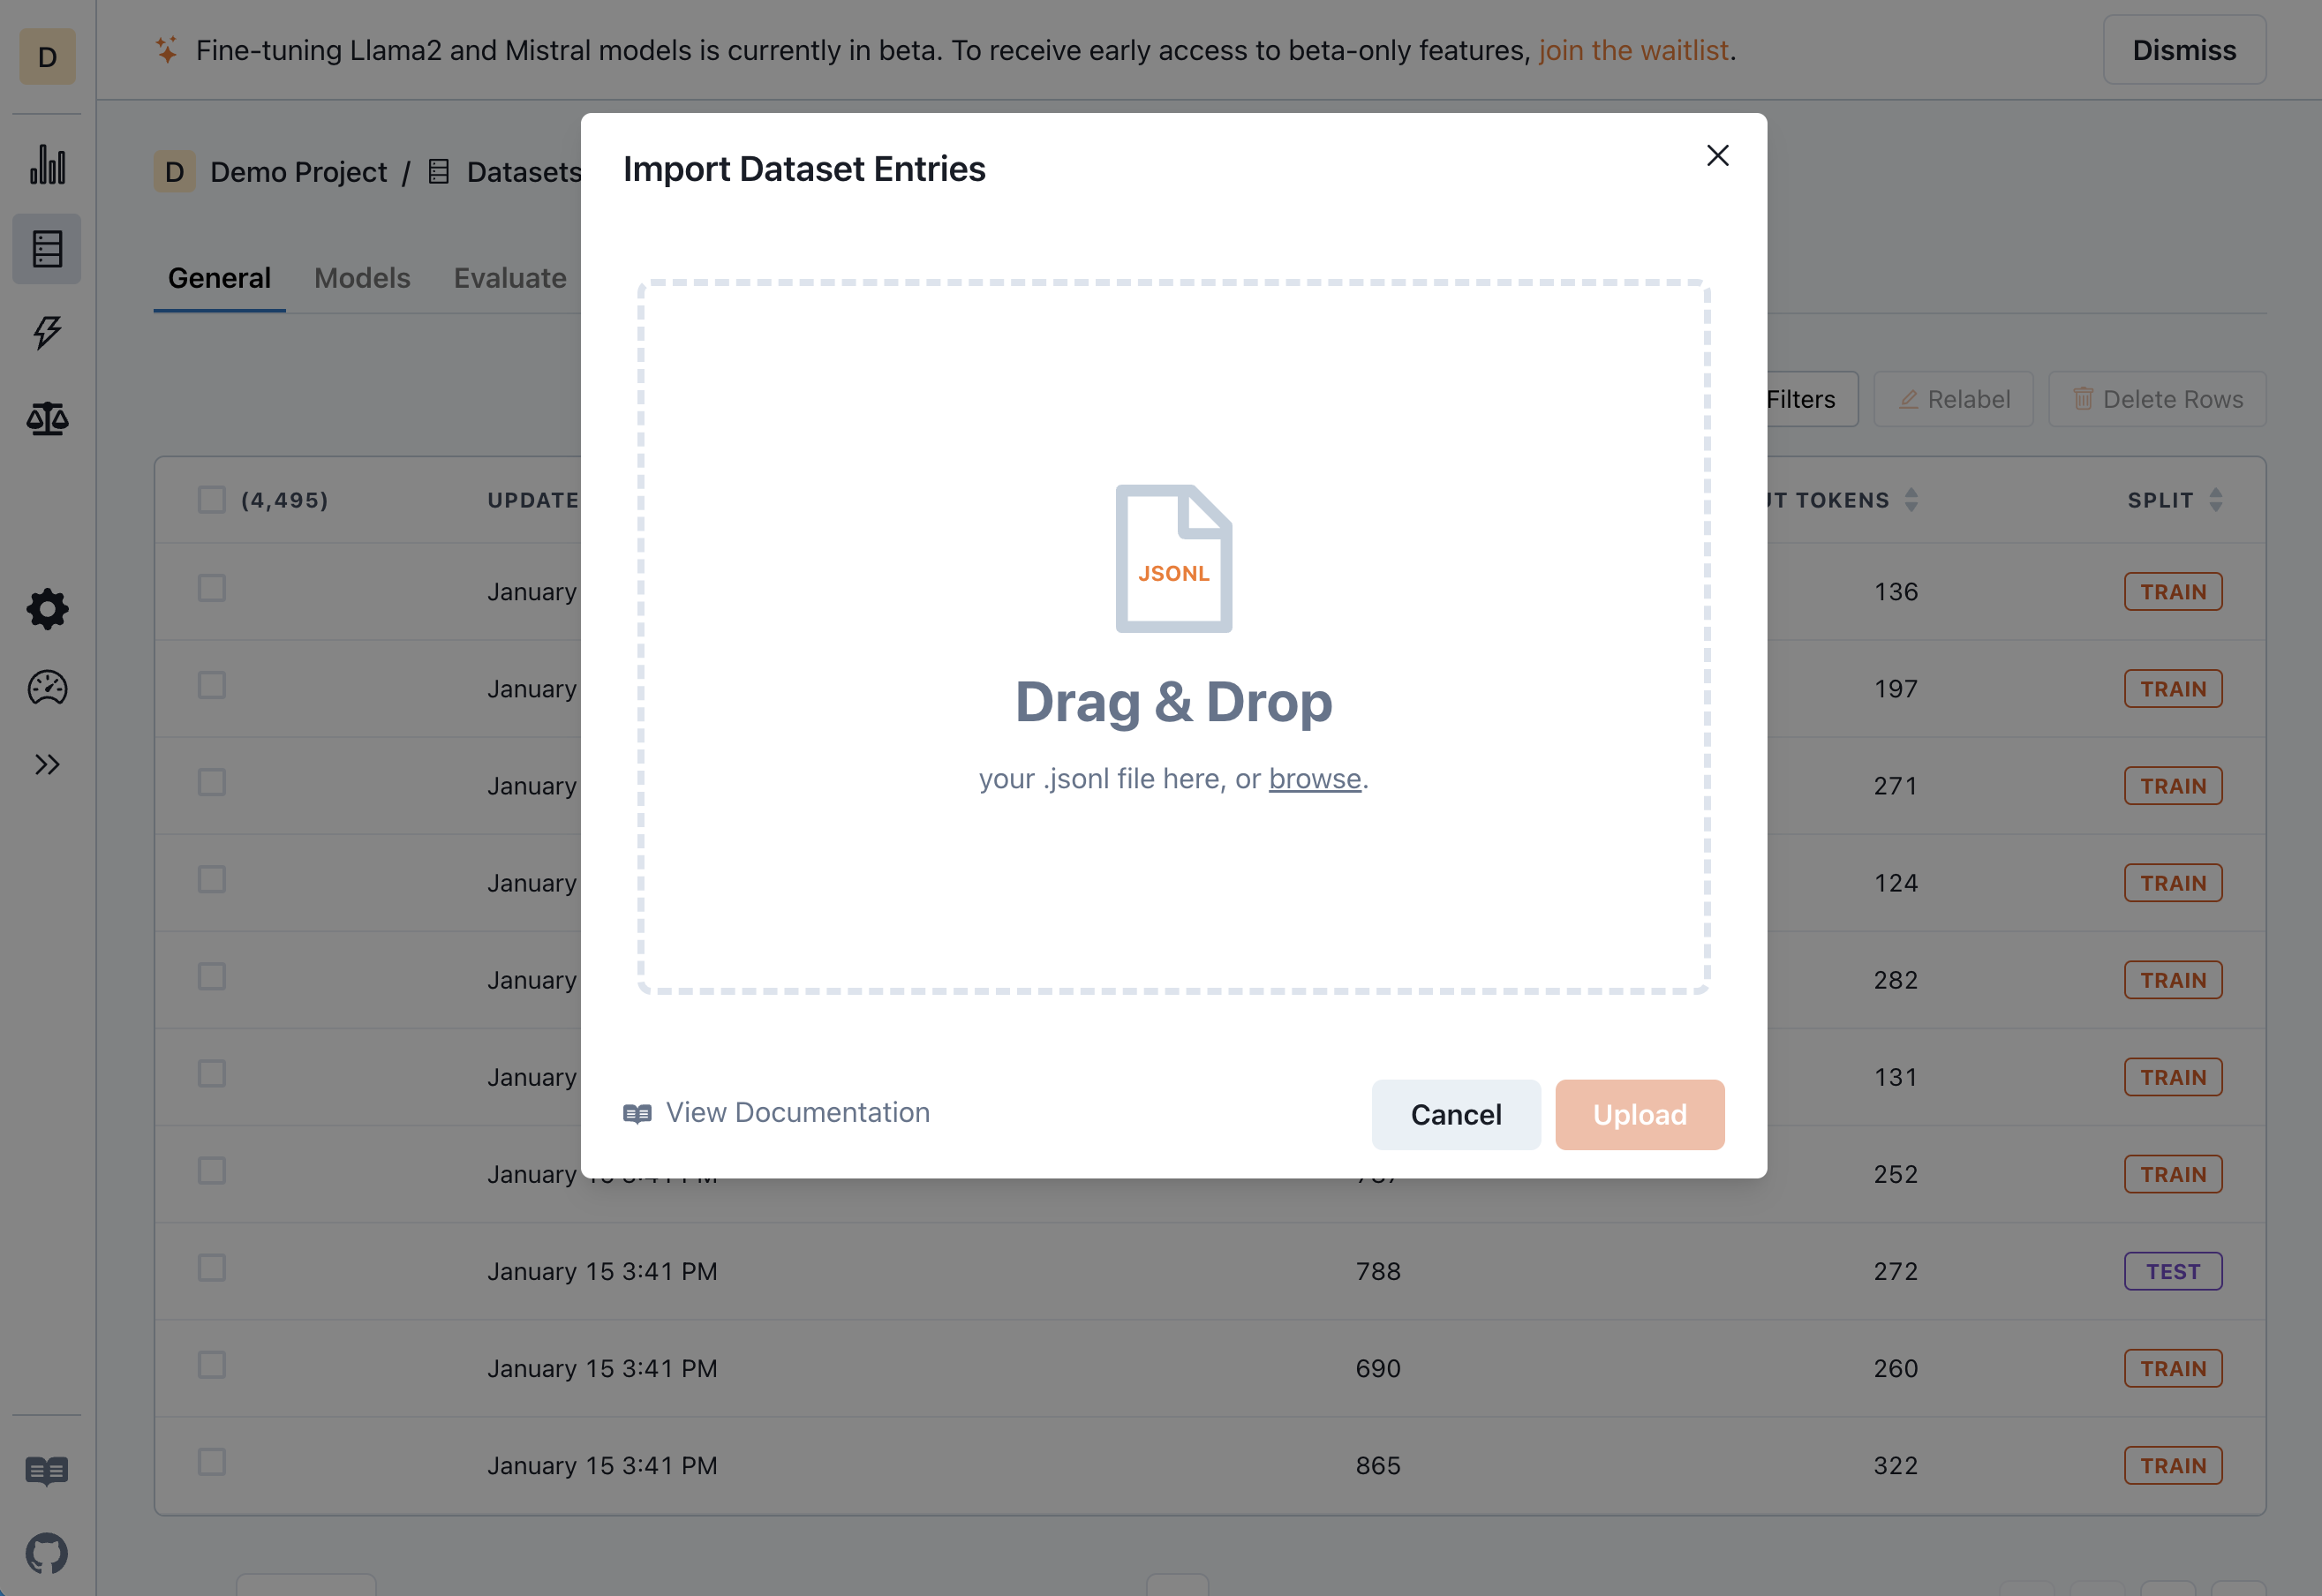 D
Fine-tuning Llama2 and Mistral models is currently in beta. To receive early access to beta-only features, join the waitlist.
Dismiss
D Demo Project / Datasets
Import Dataset Entries
General Models Evaluate
Filters Relabel Delete Rows
(4,495) UPDATE TOKENS SPLIT
JSONL
Drag & Drop
your .jsonl file here, or browse.
January 136 TRAIN
January 197 TRAIN
January 271 TRAIN
January 124 TRAIN
January 282 TRAIN
January 131 TRAIN
View Documentation
Cancel Upload
January 252 TRAIN
January 15 3:41 PM 788 272 TEST
January 15 3:41 PM 690 260 TRAIN
January 15 3:41 PM 865 322 TRAIN